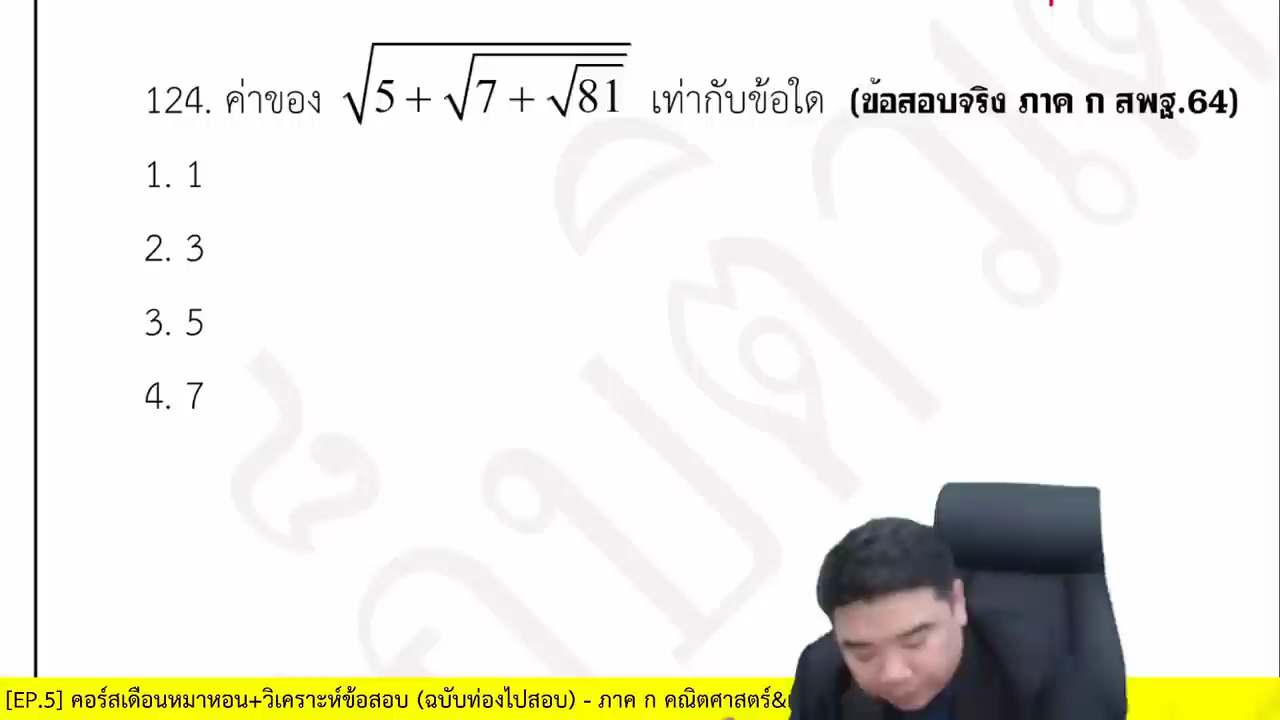 124. ค่าของ √5+√7+√81 เท่ากับข้อใด (ข้อสอบจริง ภาค ก สพฐ.64)
1. 1
2. 3
3. 5
4. 7
[EP.5] คอร์สเดือนหมาหอน+วิเคราะห์ข้อสอบ (ฉบับท่องไปสอบ) - ภาค ก คณิตศาสตร์&